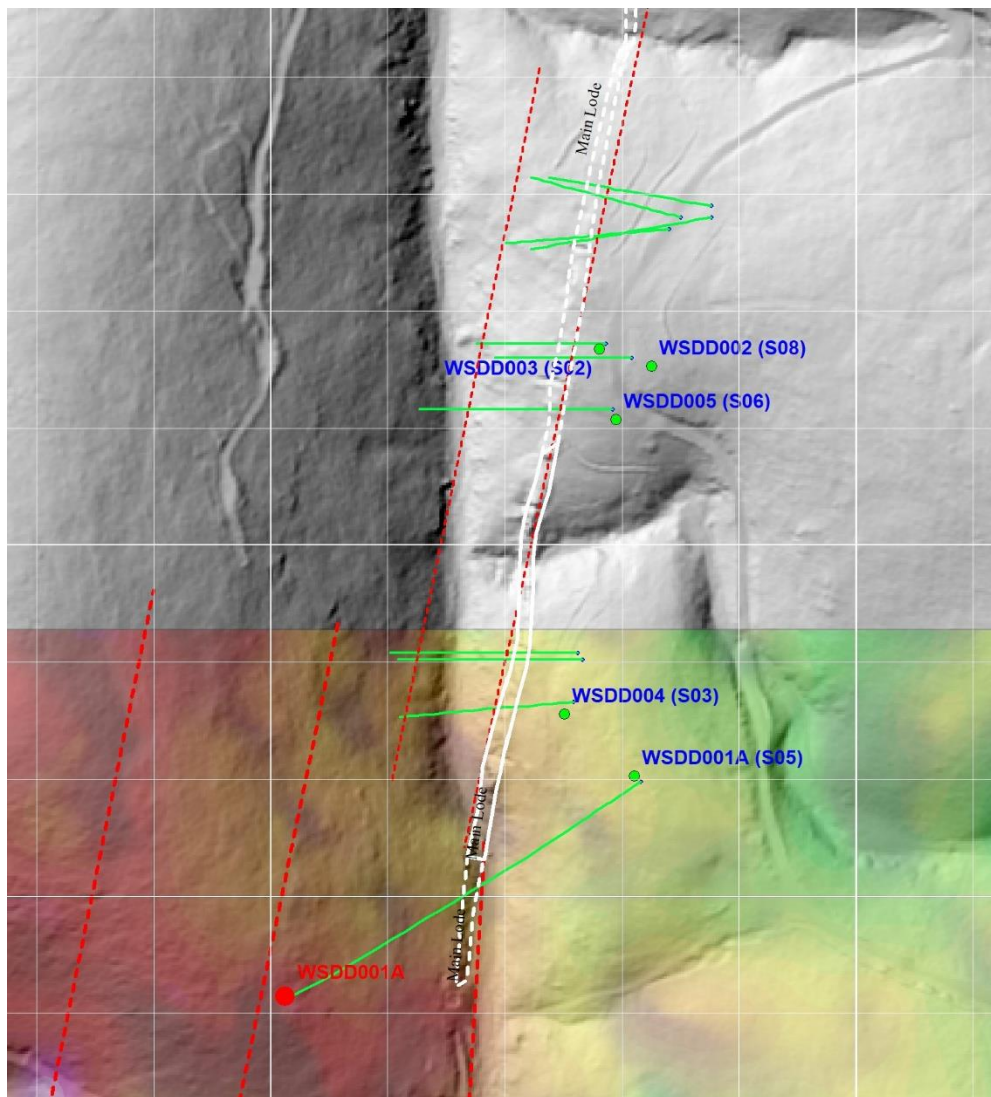 Main Lode
WSDD002 (S08)
WSDD003 (S02)
WSDD005 (S06)
WSDD004 (S03)
WSDD001A (S05)
Main Lode
Main Lode
WSDD001A